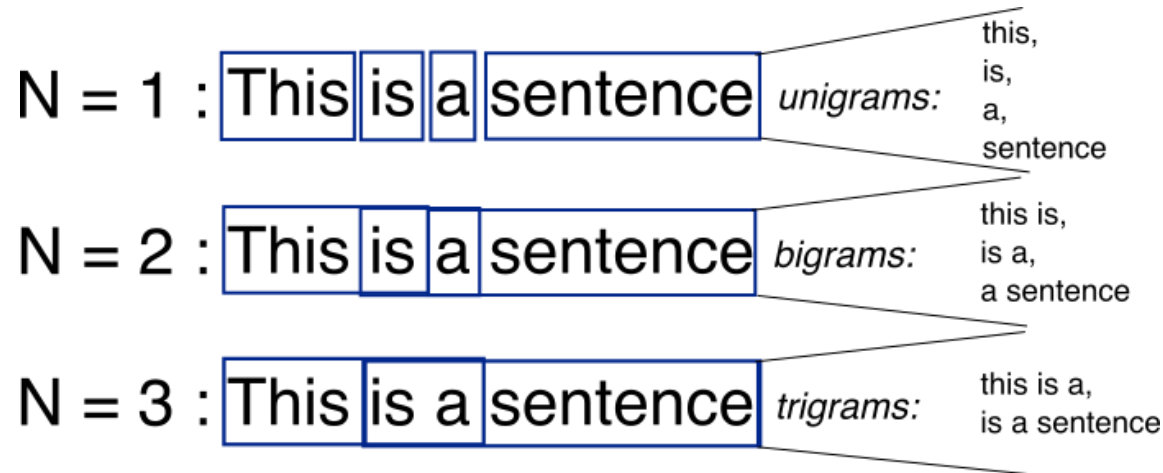 N = 1 : This is a sentence unigrams:
this,
is,
a,
sentence
N = 2 : This is a sentence bigrams:
this is,
is a,
a sentence
N = 3 : This is a sentence trigrams:
this is a,
is a sentence